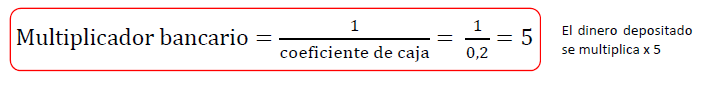 Multiplicador bancario = 1 / coeficiente de caja = 1 / 0,2 = 5
El dinero depositado
se multiplica x 5